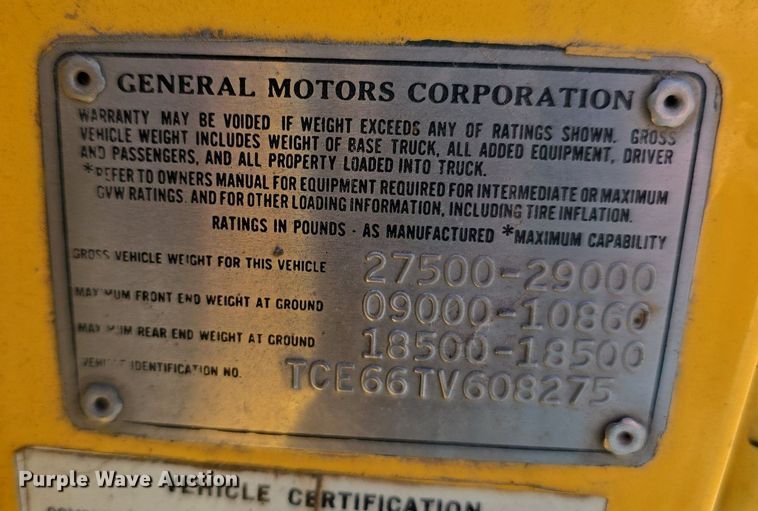 GENERAL MOTORS CORPORATION
WARRANTY MAY BE VOIDED IF WEIGHT EXCEEDS ANY OF RATINGS SHOWN. GROSS
VEHICLE WEIGHT INCLUDES WEIGHT OF BASE TRUCK, ALL ADDED EQUIPMENT, DRIVER
AND PASSENGERS, AND ALL PROPERTY LOADED INTO TRUCK.
*REFER TO OWNERS MANUAL FOR EQUIPMENT REQUIRED FOR INTERMEDIATE OR MAXIMUM
GVW RATINGS. AND FOR OTHER LOADING INFORMATION, INCLUDING TIRE INFLATION.
RATINGS IN POUNDS - AS MANUFACTURED *MAXIMUM CAPABILITY
GROSS VEHICLE WEIGHT FOR THIS VEHICLE 27500-29000
MAXIMUM FRONT END WEIGHT AT GROUND 09000-10860
MAXIMUM REAR END WEIGHT AT GROUND 18500-18500
VEHICLE IDENTIFICATION NO. TCE66TV608275
Purple Wave Auction
VEHICLE CERTIFICATION